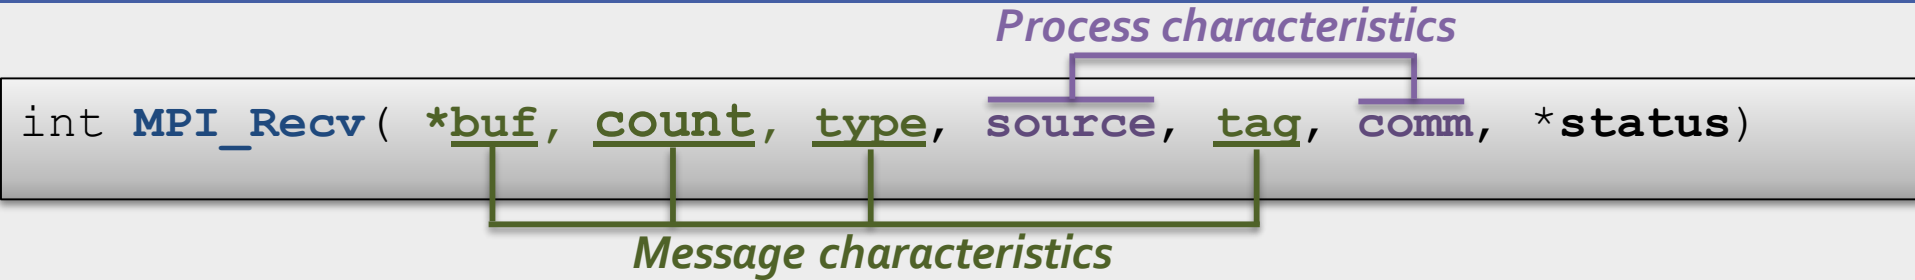 Process characteristics
int MPI_Recv( *buf, count, type, source, tag, comm, *status)
Message characteristics